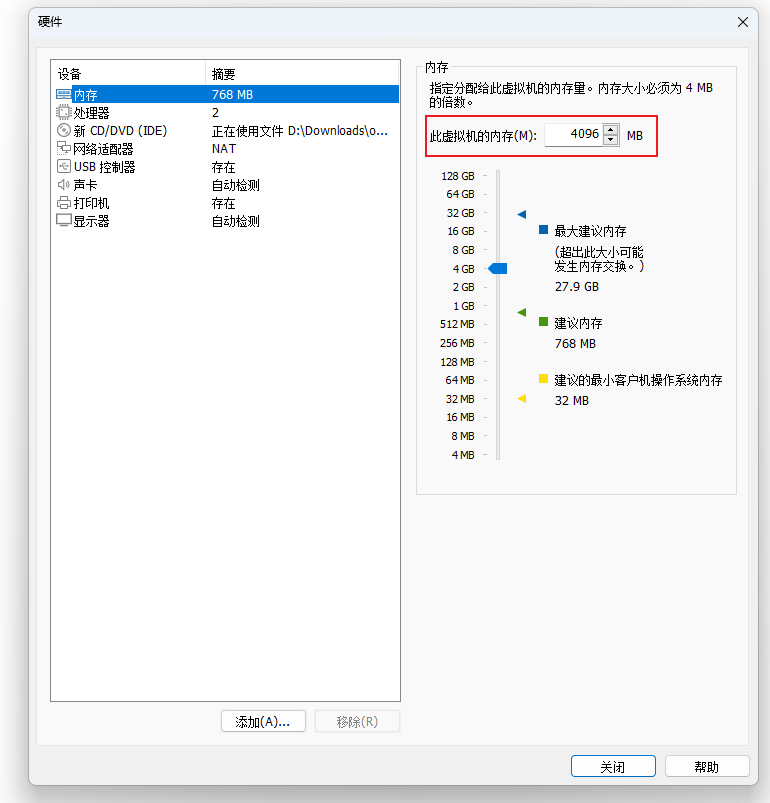 硬件
设备 摘要
内存 768 MB
处理器 2
新 CD/DVD (IDE) 正在使用文件 D:\Downloads\o...
网络适配器 NAT
USB 控制器 存在
声卡 自动检测
打印机 存在
显示器 自动检测
添加(A)... 移除(R)
内存
指定分配给此虚拟机的内存量。内存大小必须为 4 MB
的倍数。
此虚拟机的内存(M): 4096 MB
128 GB
64 GB
32 GB
16 GB
8 GB
4 GB
2 GB
1 GB
512 MB
256 MB
128 MB
64 MB
32 MB
16 MB
8 MB
4 MB
最大建议内存
(超出此大小可能
发生内存交换。)
27.9 GB
建议内存
768 MB
建议的最小客户机操作系统内存
32 MB
关闭 帮助